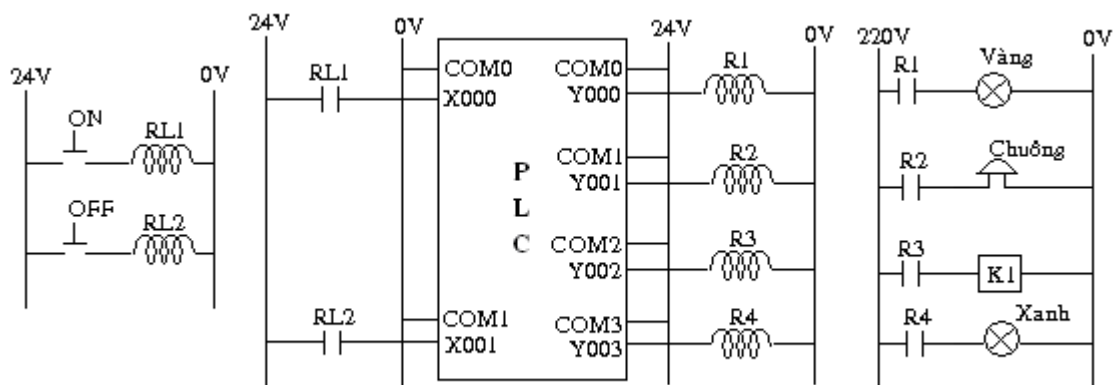 24V
0V
ON
RL1
OFF
RL2
24V
0V
RL1
RL2
COM0
X000
COM1
X001
P
L
C
COM0
Y000
COM1
Y001
COM2
Y002
COM3
Y003
24V
0V
R1
R2
R3
R4
220V
0V
R1
Vàng
R2
Chuông
R3
K1
R4
Xanh